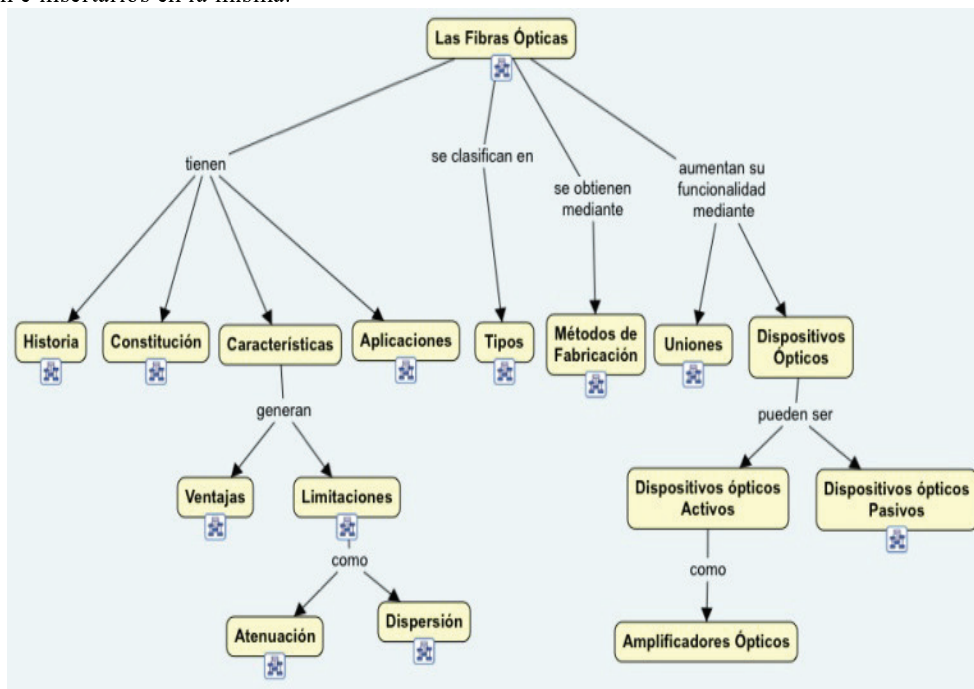 insertarlos en la misma.
Las Fibras Ópticas
tienen
se clasifican en
se obtienen
mediante
aumentan su
funcionalidad
mediante
Historia
Constitución
Características
Aplicaciones
Tipos
Métodos de
Fabricación
Uniones
Dispositivos
Ópticos
generan
pueden ser
Ventajas
Limitaciones
Dispositivos ópticos
Activos
Dispositivos ópticos
Pasivos
como
como
Atenuación
Dispersión
Amplificadores Ópticos